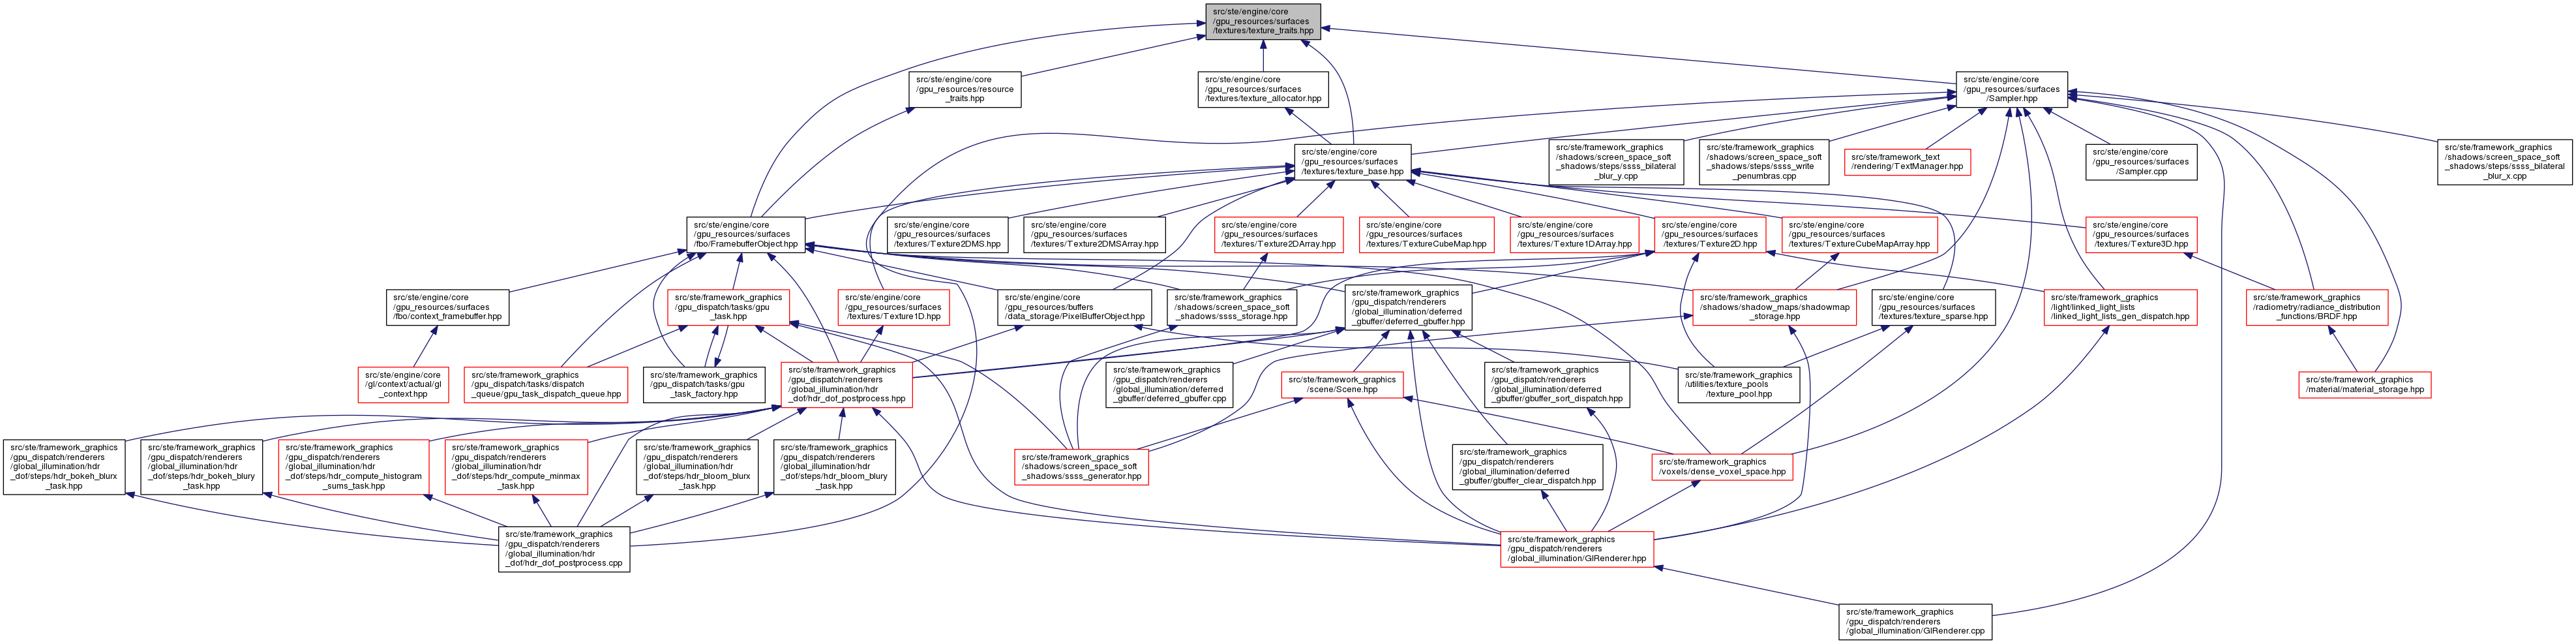 src/ste/engine/core
/gpu_resources/surfaces
/textures/texture_traits.hpp
src/ste/engine/core
/gpu_resources/resource
_traits.hpp
src/ste/engine/core
/gpu_resources/surfaces
/textures/texture_allocator.hpp
src/ste/engine/core
/gpu_resources/surfaces
/Sampler.hpp
src/ste/engine/core
/gpu_resources/surfaces
/textures/texture_base.hpp
src/ste/framework_graphics
/shadows/screen_space_soft
_shadows/steps/ssss_bilateral
_blur_y.cpp
src/ste/framework_graphics
/shadows/screen_space_soft
_shadows/steps/ssss_write
_penumbras.cpp
src/ste/framework_text
/rendering/TextManager.hpp
src/ste/engine/core
/gpu_resources/surfaces
/Sampler.cpp
src/ste/framework_graphics
/shadows/screen_space_soft
_shadows/steps/ssss_bilateral
_blur_x.cpp
src/ste/engine/core
/gpu_resources/surfaces
/fbo/FramebufferObject.hpp
src/ste/engine/core
/gpu_resources/surfaces
/textures/Texture2DMS.hpp
src/ste/engine/core
/gpu_resources/surfaces
/textures/Texture2DMSArray.hpp
src/ste/engine/core
/gpu_resources/surfaces
/textures/Texture2DArray.hpp
src/ste/engine/core
/gpu_resources/surfaces
/textures/TextureCubeMap.hpp
src/ste/engine/core
/gpu_resources/surfaces
/textures/Texture1DArray.hpp
src/ste/engine/core
/gpu_resources/surfaces
/textures/Texture2D.hpp
src/ste/engine/core
/gpu_resources/surfaces
/textures/TextureCubeMapArray.hpp
src/ste/engine/core
/gpu_resources/surfaces
/textures/Texture3D.hpp
src/ste/engine/core
/gpu_resources/surfaces
/fbo/context_framebuffer.hpp
src/ste/framework_graphics
/gpu_dispatch/tasks/gpu
_task.hpp
src/ste/engine/core
/gpu_resources/surfaces
/textures/Texture1D.hpp
src/ste/engine/core
/gpu_resources/buffers
/data_storage/PixelBufferObject.hpp
src/ste/framework_graphics
/shadows/screen_space_soft
_shadows/ssss_storage.hpp
src/ste/framework_graphics
/gpu_dispatch/renderers
/global_illumination/deferred
_gbuffer/deferred_gbuffer.hpp
src/ste/framework_graphics
/shadows/shadow_maps/shadowmap
_storage.hpp
src/ste/engine/core
/gpu_resources/surfaces
/textures/texture_sparse.hpp
src/ste/framework_graphics
/light/linked_light_lists
/linked_light_lists_gen_dispatch.hpp
src/ste/framework_graphics
/radiometry/radiance_distribution
_functions/BRDF.hpp
src/ste/engine/core
/gl/context/actual/gl
_context.hpp
src/ste/framework_graphics
/gpu_dispatch/tasks/dispatch
_queue/gpu_task_dispatch_queue.hpp
src/ste/framework_graphics
/gpu_dispatch/tasks/gpu
_task_factory.hpp
src/ste/framework_graphics
/gpu_dispatch/renderers
/global_illumination/hdr
_dof/hdr_dof_postprocess.hpp
src/ste/framework_graphics
/gpu_dispatch/renderers
/global_illumination/deferred
_gbuffer/deferred_gbuffer.cpp
src/ste/framework_graphics
/scene/Scene.hpp
src/ste/framework_graphics
/gpu_dispatch/renderers
/global_illumination/deferred
_gbuffer/gbuffer_sort_dispatch.hpp
src/ste/framework_graphics
/utilities/texture_pools
/texture_pool.hpp
src/ste/framework_graphics
/material/material_storage.hpp
src/ste/framework_graphics
/gpu_dispatch/renderers
/global_illumination/hdr
_dof/steps/hdr_bokeh_blurx
_task.hpp
src/ste/framework_graphics
/gpu_dispatch/renderers
/global_illumination/hdr
_dof/steps/hdr_bokeh_blury
_task.hpp
src/ste/framework_graphics
/gpu_dispatch/renderers
/global_illumination/hdr
_dof/steps/hdr_compute_histogram
_sums_task.hpp
src/ste/framework_graphics
/gpu_dispatch/renderers
/global_illumination/hdr
_dof/steps/hdr_compute_minmax
_task.hpp
src/ste/framework_graphics
/gpu_dispatch/renderers
/global_illumination/hdr
_dof/steps/hdr_bloom_blurx
_task.hpp
src/ste/framework_graphics
/gpu_dispatch/renderers
/global_illumination/hdr
_dof/steps/hdr_bloom_blury
_task.hpp
src/ste/framework_graphics
/shadows/screen_space_soft
_shadows/ssss_generator.hpp
src/ste/framework_graphics
/gpu_dispatch/renderers
/global_illumination/deferred
_gbuffer/gbuffer_clear_dispatch.hpp
src/ste/framework_graphics
/voxels/dense_voxel_space.hpp
src/ste/framework_graphics
/gpu_dispatch/renderers
/global_illumination/hdr
_dof/hdr_dof_postprocess.cpp
src/ste/framework_graphics
/gpu_dispatch/renderers
/global_illumination/GIRenderer.hpp
src/ste/framework_graphics
/gpu_dispatch/renderers
/global_illumination/GIRenderer.cpp